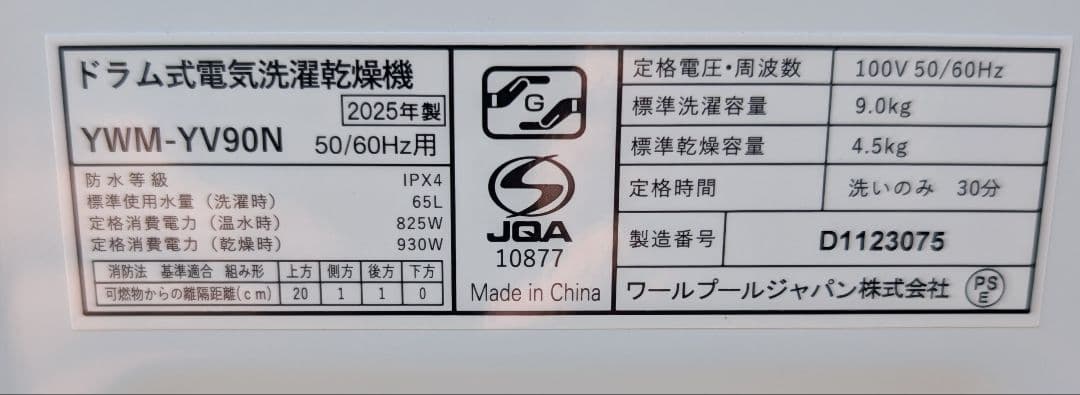 ドラム式電気洗濯乾燥機
2025年製
YWM-YV90N 50/60Hz用
防水等級 IPX4
標準使用水量（洗濯時） 65L
定格消費電力（温水時） 825W
定格消費電力（乾燥時） 930W
消防法 基準適合 組み形 上方 側方 後方 下方
可燃物からの離隔距離(cm) 20 1 1 0
G
JQA
10877
Made in China
定格電圧・周波数 100V 50/60Hz
標準洗濯容量 9.0kg
標準乾燥容量 4.5kg
定格時間 洗いのみ 30分
製造番号 D1123075
ワールプールジャパン株式会社 PSE